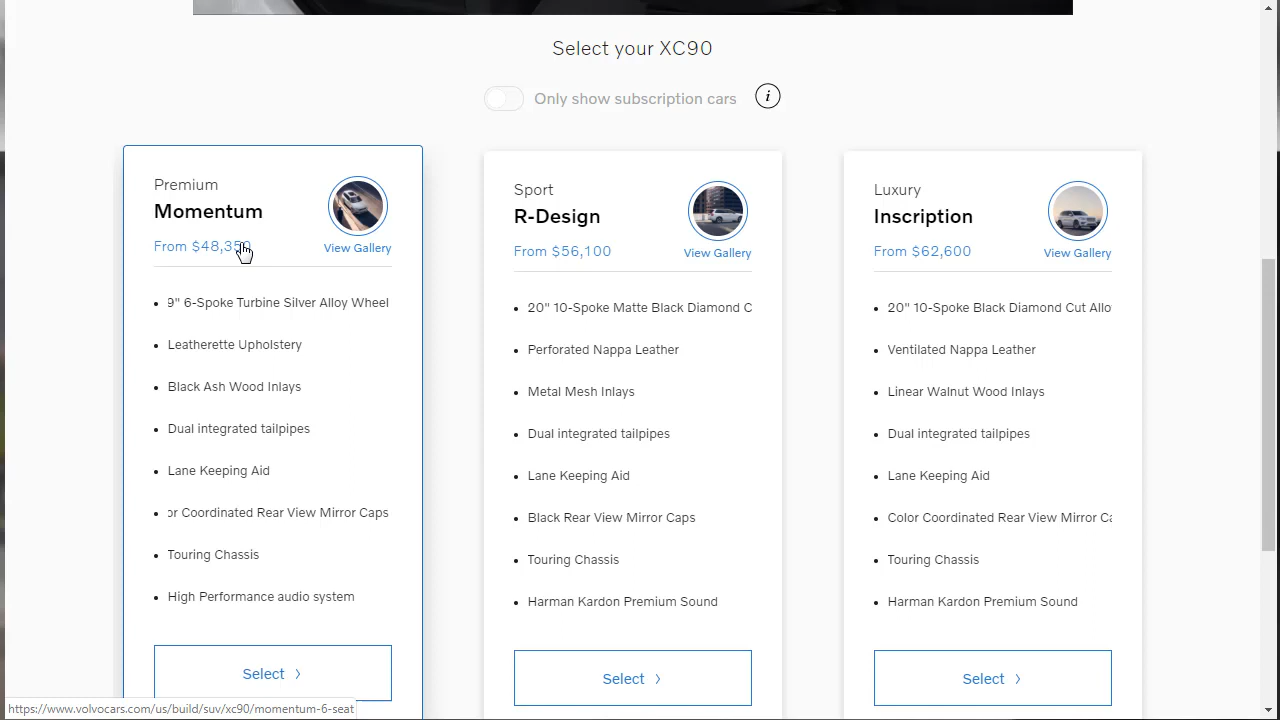 Select your XC90
Only show subscription cars
i
Premium
Momentum
From $48,35
View Gallery
9" 6-Spoke Turbine Silver Alloy Wheel
Leatherette Upholstery
Black Ash Wood Inlays
Dual integrated tailpipes
Lane Keeping Aid
or Coordinated Rear View Mirror Caps
Touring Chassis
High Performance audio system
Select
Sport
R-Design
From $56,100
View Gallery
20" 10-Spoke Matte Black Diamond C
Perforated Nappa Leather
Metal Mesh Inlays
Dual integrated tailpipes
Lane Keeping Aid
Black Rear View Mirror Caps
Touring Chassis
Harman Kardon Premium Sound
Select
Luxury
Inscription
From $62,600
View Gallery
20" 10-Spoke Black Diamond Cut Allo
Ventilated Nappa Leather
Linear Walnut Wood Inlays
Dual integrated tailpipes
Lane Keeping Aid
Color Coordinated Rear View Mirror Ca
Touring Chassis
Harman Kardon Premium Sound
Select
https://www.volvocars.com/us/build/suv/xc90/momentum-6-seat